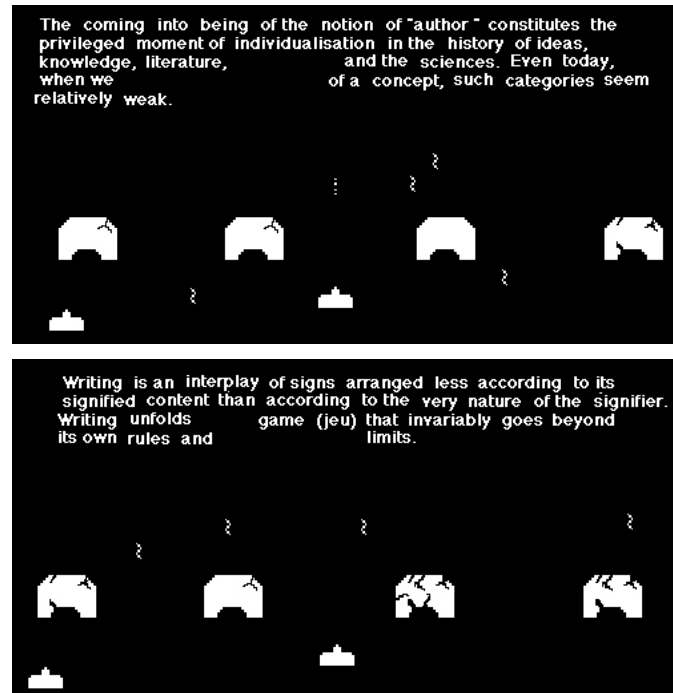 The coming into being of the notion of "author" constitutes the
privileged moment of individualisation in the history of ideas,
knowledge, literature, and the sciences. Even today,
when we of a concept, such categories seem
relatively weak.
Writing is an interplay of signs arranged less according to its
signified content than according to the very nature of the signifier.
Writing unfolds game (jeu) that invariably goes beyond
its own rules and limits.